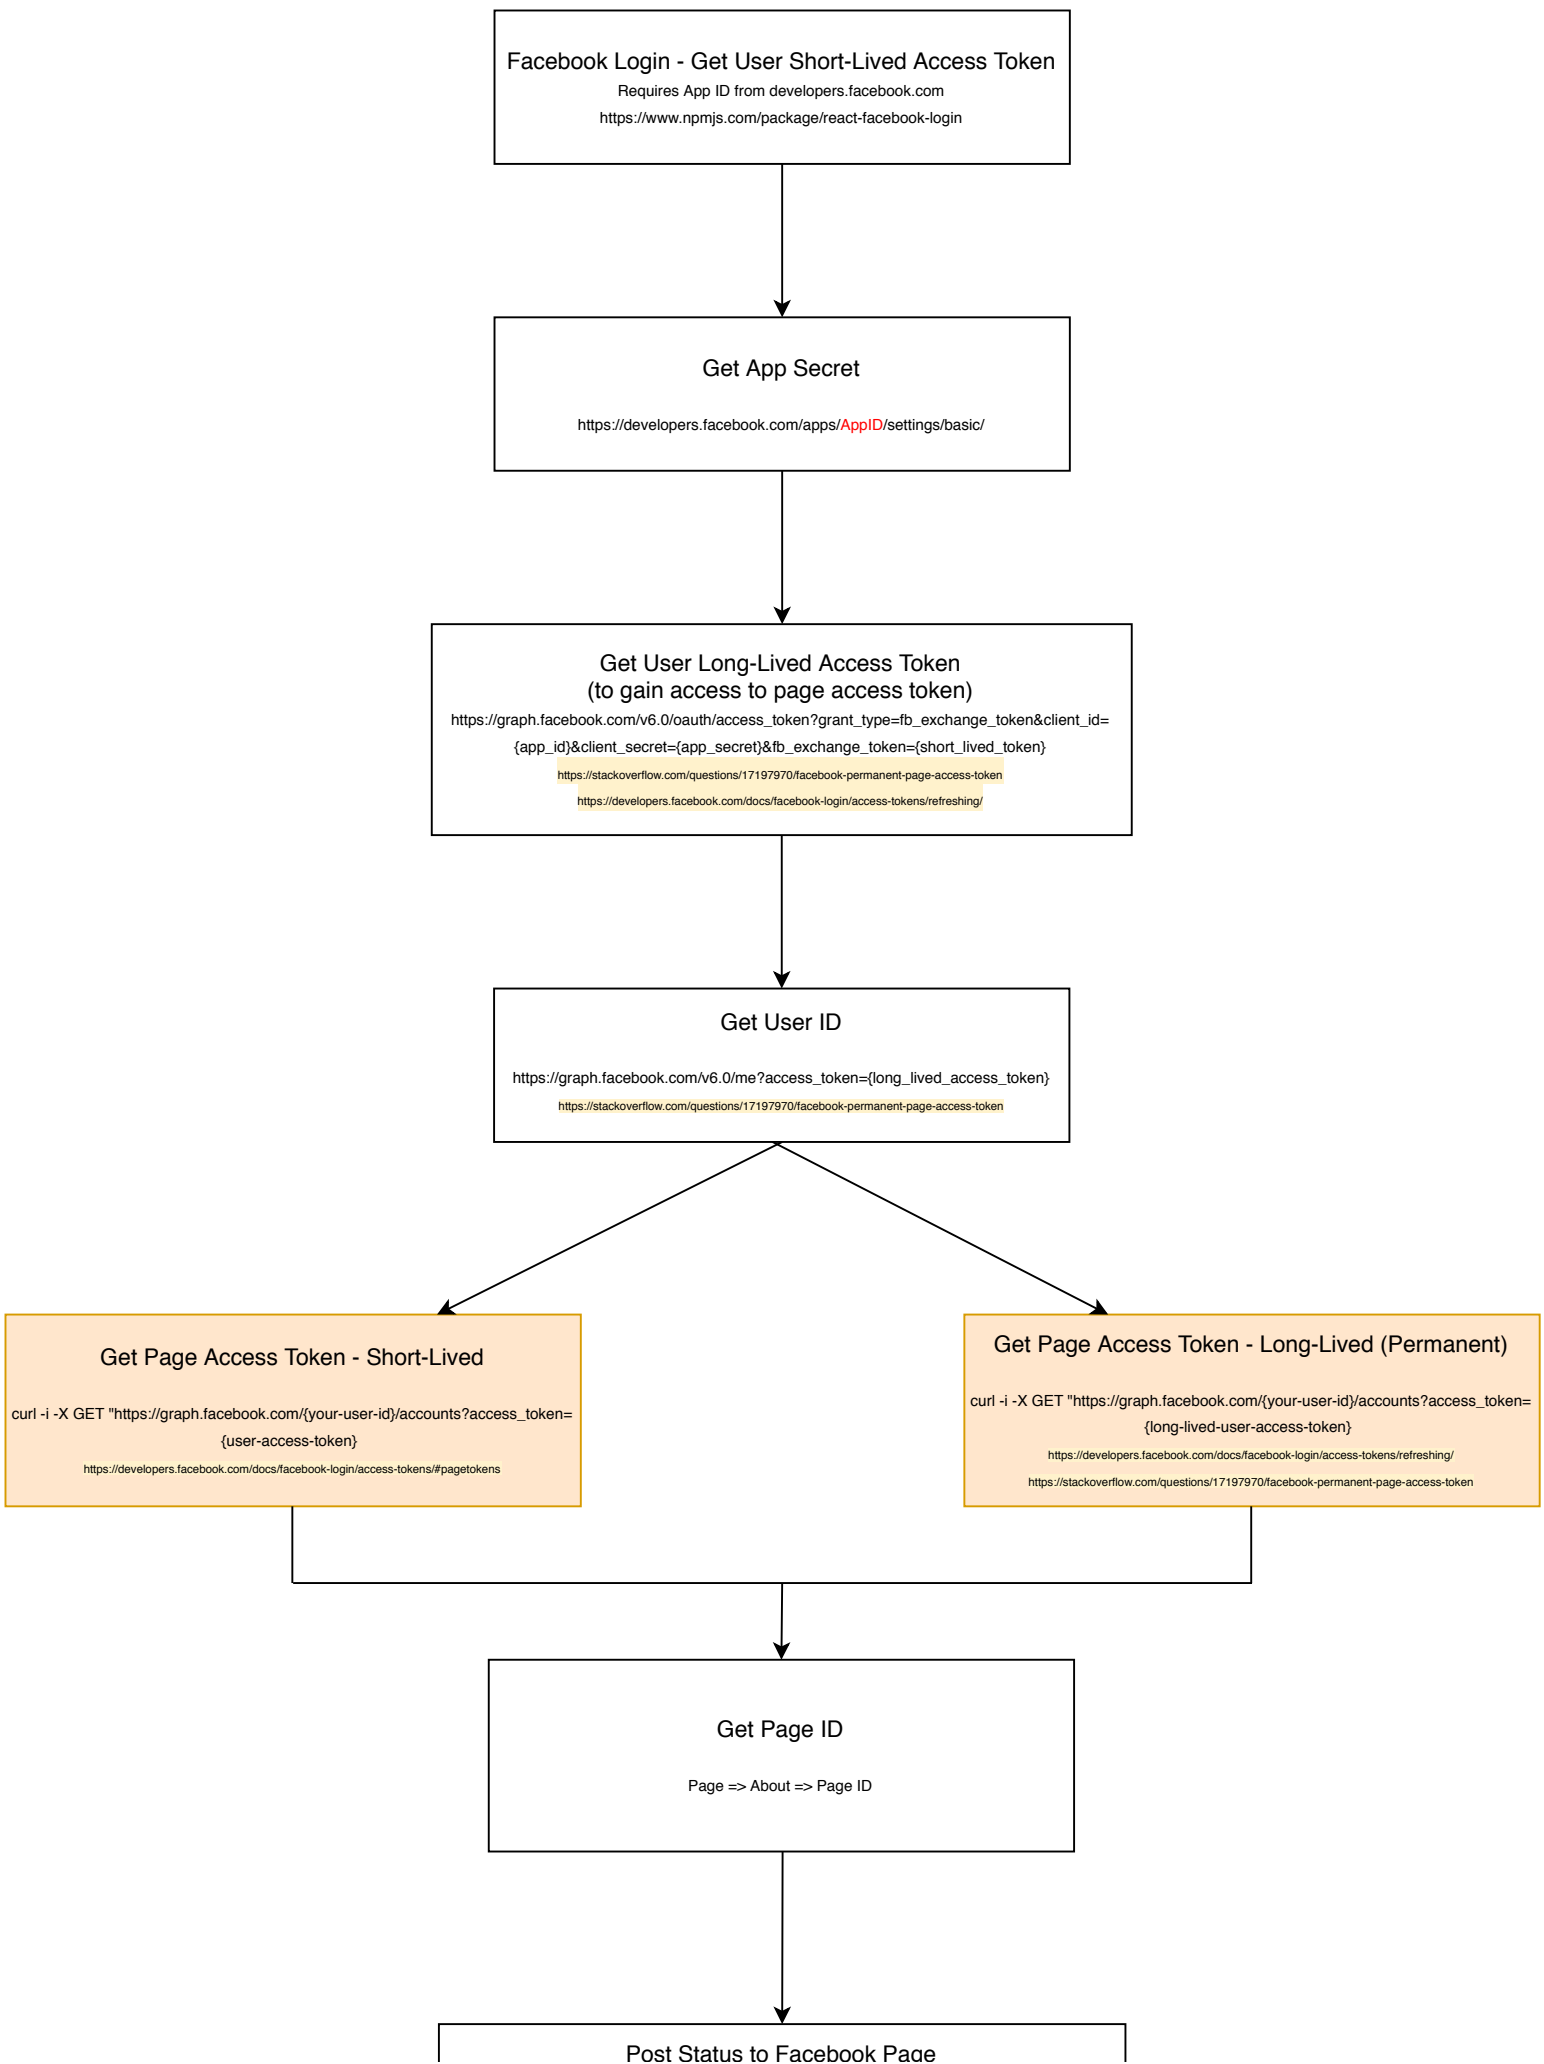 Facebook Login - Get User Short-Lived Access Token
Requires App ID from developers.facebook.com
https://www.npmjs.com/package/react-facebook-login
Get App Secret
https://developers.facebook.com/apps/AppID/settings/basic/
Get User Long-Lived Access Token
(to gain access to page access token)
https://graph.facebook.com/v6.0/oauth/access_token?grant_type=fb_exchange_token&client_id=
{app_id}&client_secret={app_secret}&fb_exchange_token={short_lived_token}
https://stackoverflow.com/questions/17197970/facebook-permanent-page-access-token
https://developers.facebook.com/docs/facebook-login/access-tokens/refreshing/
Get User ID
https://graph.facebook.com/v6.0/me?access_token={long_lived_access_token}
https://stackoverflow.com/questions/17197970/facebook-permanent-page-access-token
Get Page Access Token - Short-Lived
curl -i -X GET "https://graph.facebook.com/{your-user-id}/accounts?access_token=
{user-access-token}
https://developers.facebook.com/docs/facebook-login/access-tokens/#pagetokens
Get Page Access Token - Long-Lived (Permanent)
curl -i -X GET "https://graph.facebook.com/{your-user-id}/accounts?access_token=
{long-lived-user-access-token}
https://developers.facebook.com/docs/facebook-login/access-tokens/refreshing/
https://stackoverflow.com/questions/17197970/facebook-permanent-page-access-token
Get Page ID
Page => About => Page ID
Post Status to Facebook Page